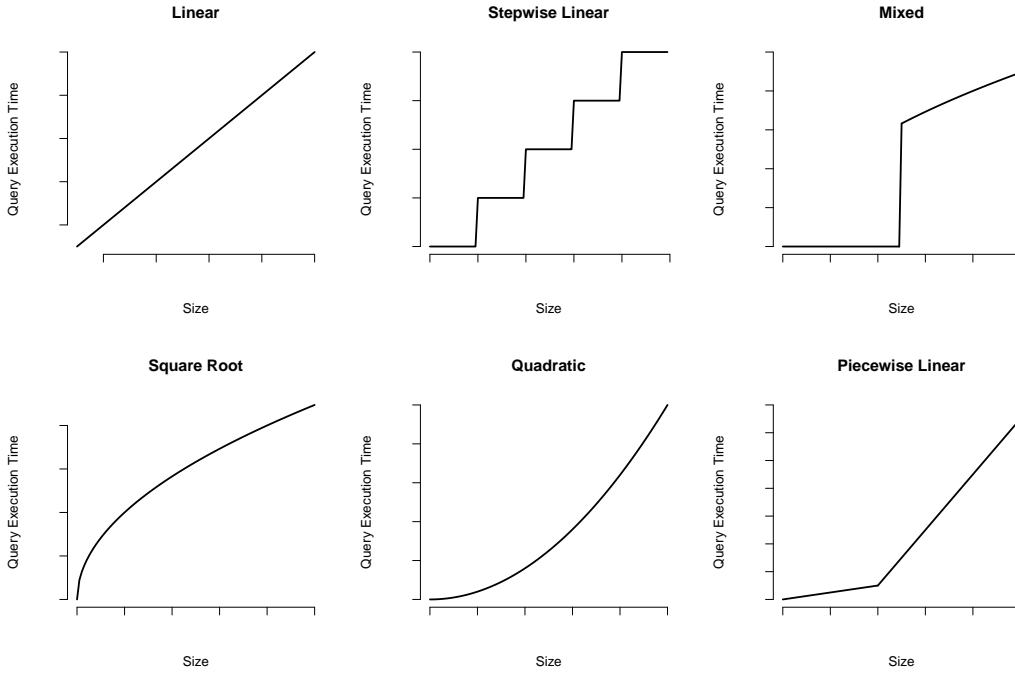 Linear
Query Execution Time
Size
Stepwise Linear
Query Execution Time
Size
Mixed
Query Execution Time
Size
Square Root
Query Execution Time
Size
Quadratic
Query Execution Time
Size
Piecewise Linear
Query Execution Time
Size